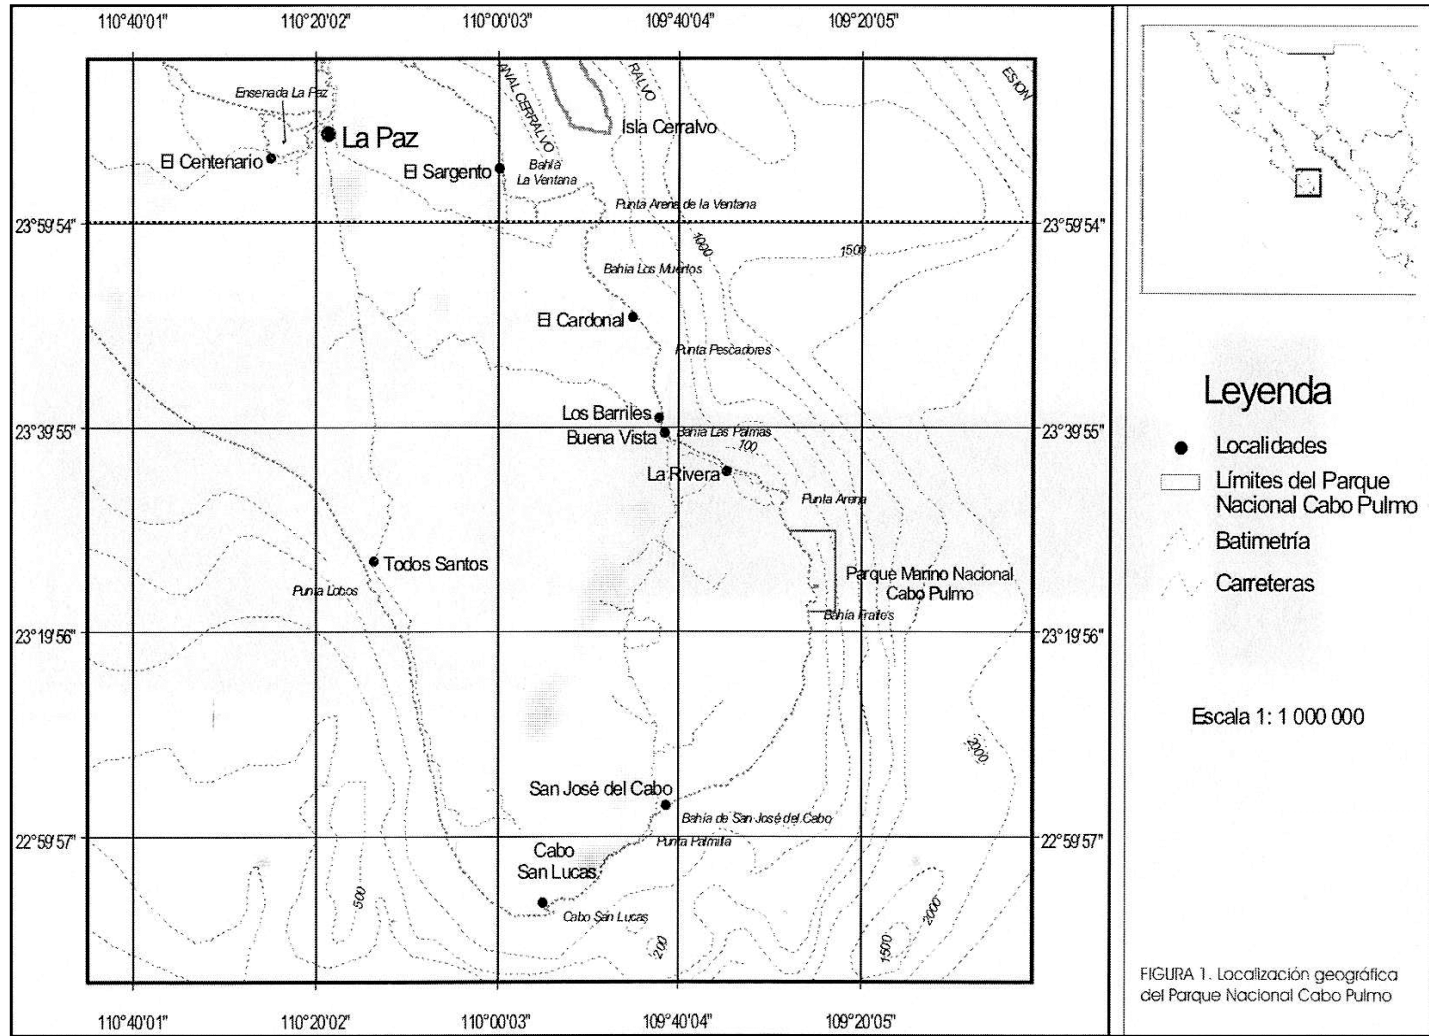 110°40'01"
110°20'02"
110°00'03"
109°40'04"
109°20'05"
Ensenada La Paz
ANAL CERRALVO
RALVO
ESION
La Paz
Isla Cerralvo
El Centenario
El Sargento
Bahía
La Ventana
Punta Arena de la Ventana
23°59'54"
23°59'54"
1000
1500
Bahía Los Muertos
El Cardonal
Punta Pescadores
Los Barriles
23°39'55"
Buena Vista
Bahía Las Palmas
23°39'55"
700
La Rivera
Punta Arena
Todos Santos
Punta Lobos
Parque Marino Nacional
Cabo Pulmo
Bahía Frailes
23°19'56"
23°19'56"
2000
San José del Cabo
Bahía de San José del Cabo
22°59'57"
Punta Palmilla
22°59'57"
Cabo
San Lucas
500
Cabo San Lucas
200
1500
2000
110°40'01"
110°20'02"
110°00'03"
109°40'04"
109°20'05"
Leyenda
Localidades
Límites del Parque
Nacional Cabo Pulmo
Batimetría
Carreteras
Escala 1: 1 000 000
FIGURA 1. Localización geográfica
del Parque Nacional Cabo Pulmo